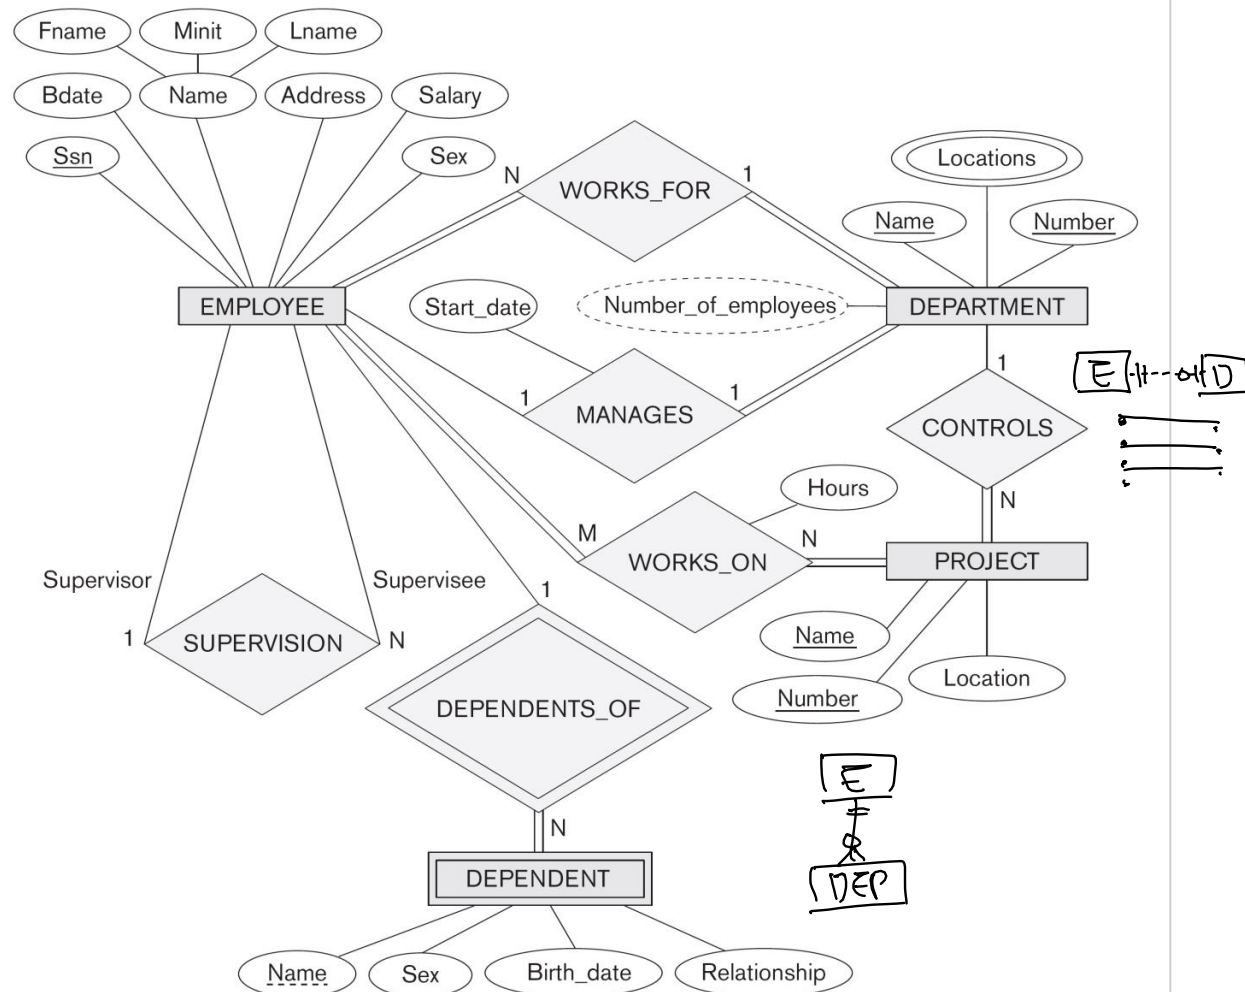 Fname Minit Lname
Bdate Name Address Salary
Ssn Sex
N WORKS_FOR 1
Locations
Name Number
EMPLOYEE
Start_date
Number_of_employees
DEPARTMENT
1 MANAGES 1
1
CONTROLS
N
E D
Hours
M WORKS_ON N
PROJECT
Name
Number
Location
Supervisor Supervisee
1 SUPERVISION N
1
DEPENDENTS_OF
N
E
DEP
DEPENDENT
Name Sex Birth_date Relationship